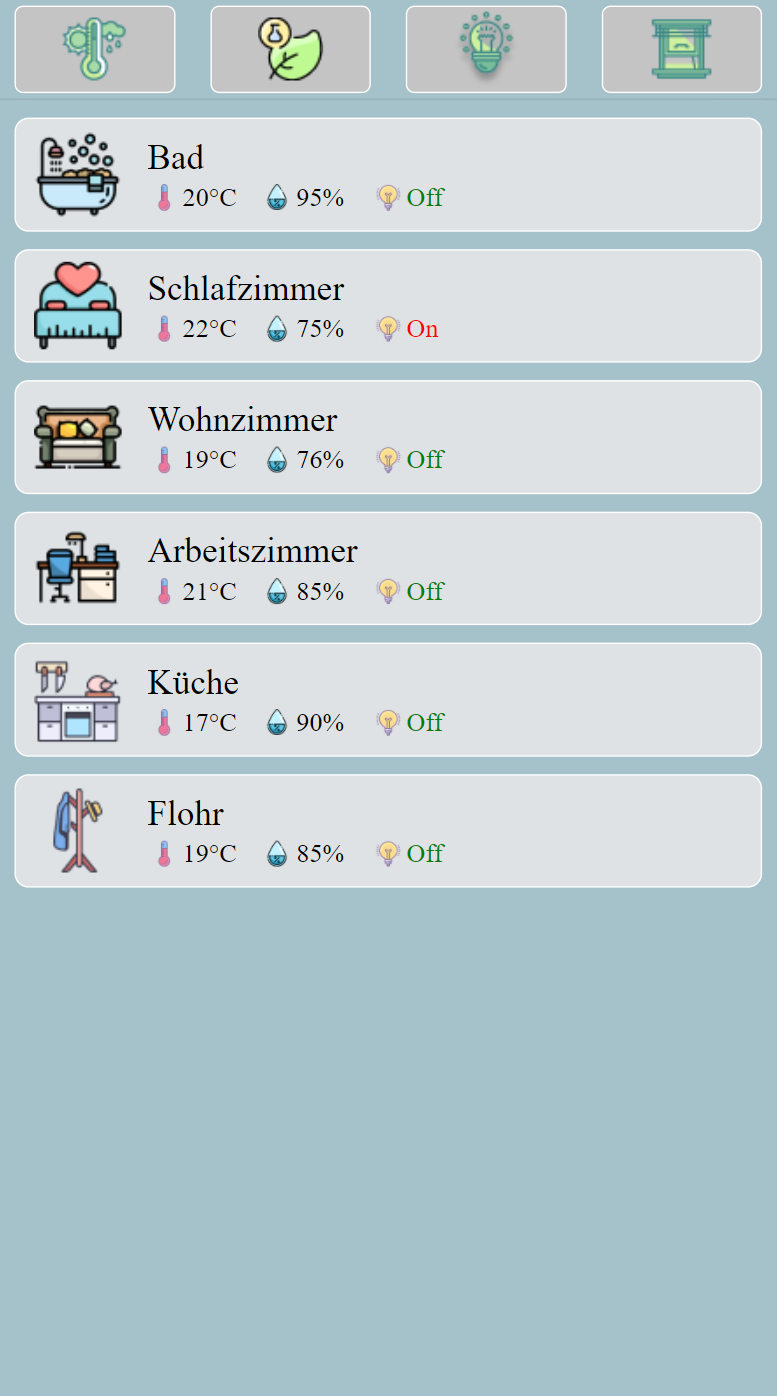 Bad
20°C 95% Off
Schlafzimmer
22°C 75% On
Wohnzimmer
19°C 76% Off
Arbeitszimmer
21°C 85% Off
Küche
17°C 90% Off
Flohr
19°C 85% Off